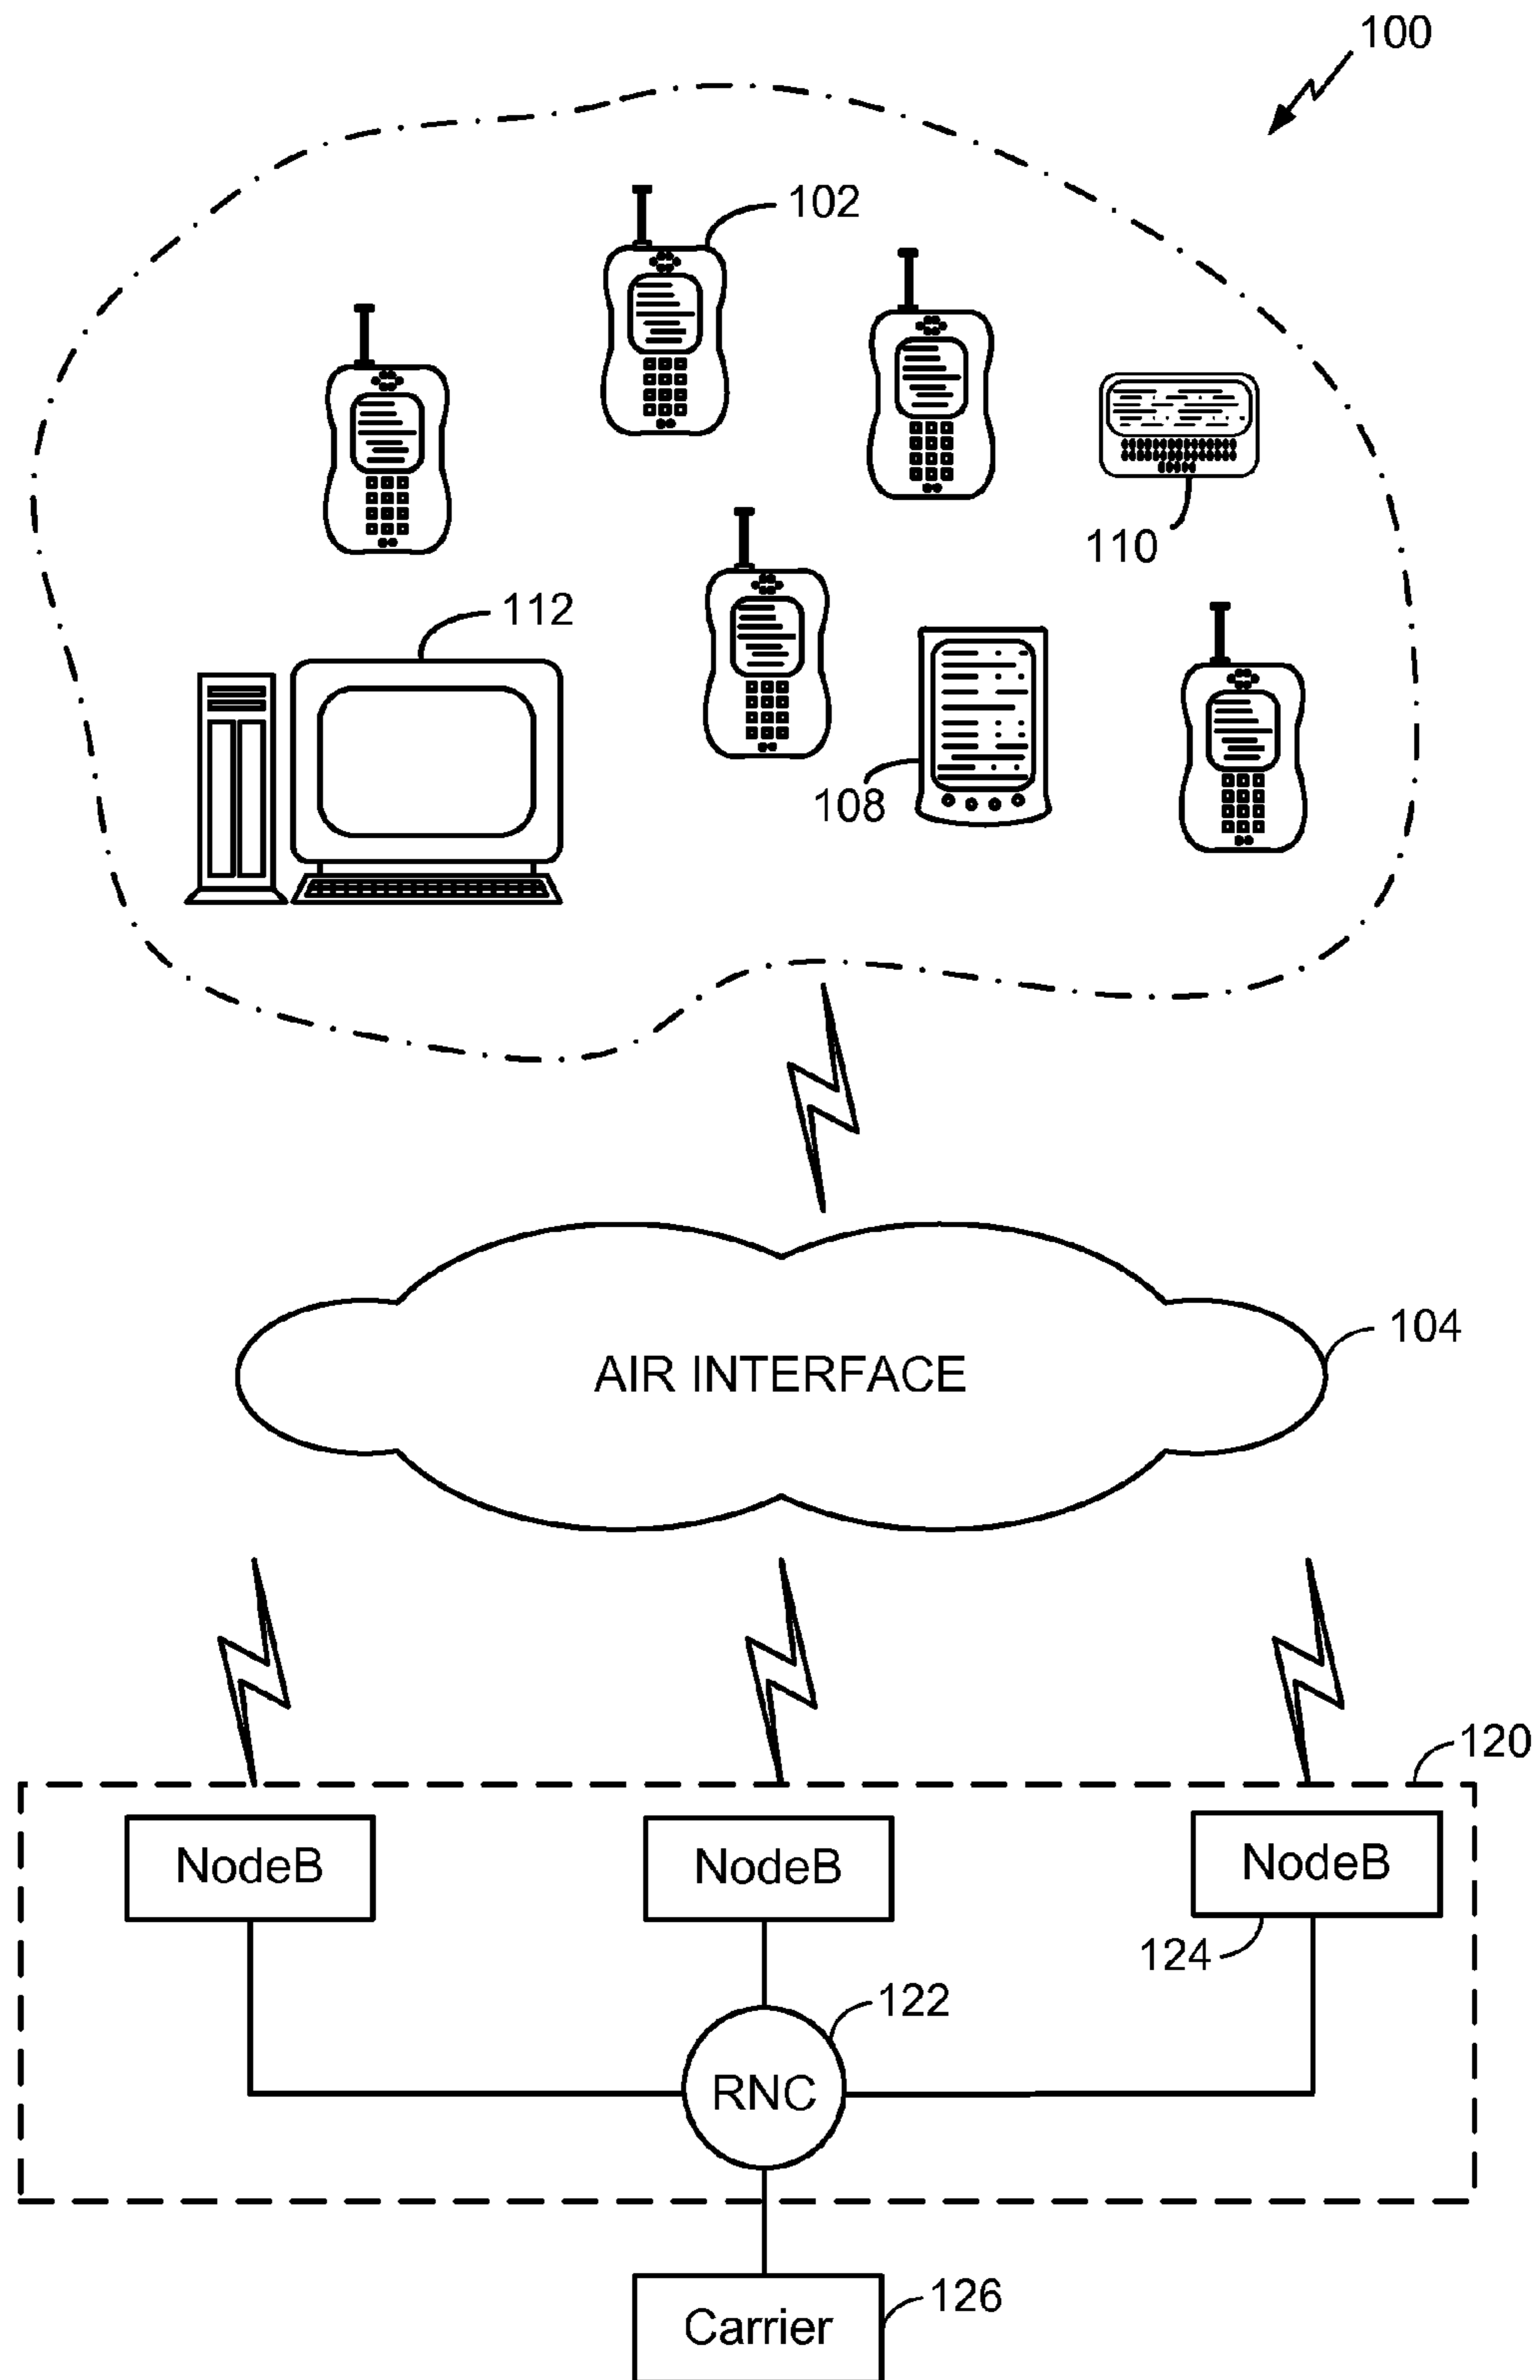 100
102
110
112
108
104
AIR INTERFACE
120
NodeB
NodeB
NodeB
124
122
RNC
126
Carrier